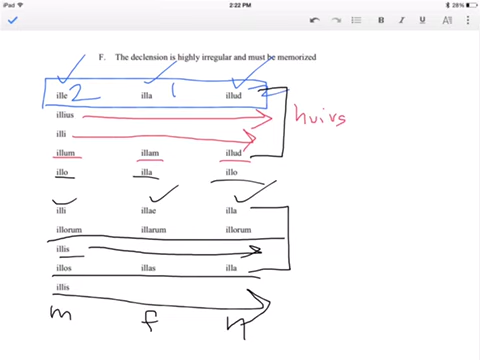 iPad 2:22 PM 28%
B I U
F. The declension is highly irregular and must be memorized
ille 2 illa 1 illud 2
illius huius
illi
illum illam illud
illo illa illo
illi illae illa
illorum illarum illorum
illis
illos illas illa
illis
m f n